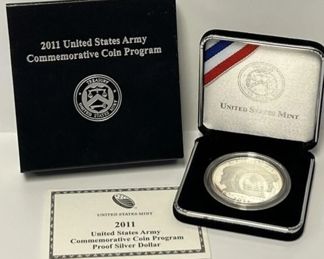 2011 United States Army
Commemorative Coin Program
UNITED STATES MINT
UNITED STATES MINT
2011
United States Army
Commemorative Coin Program
Proof Silver Dollar